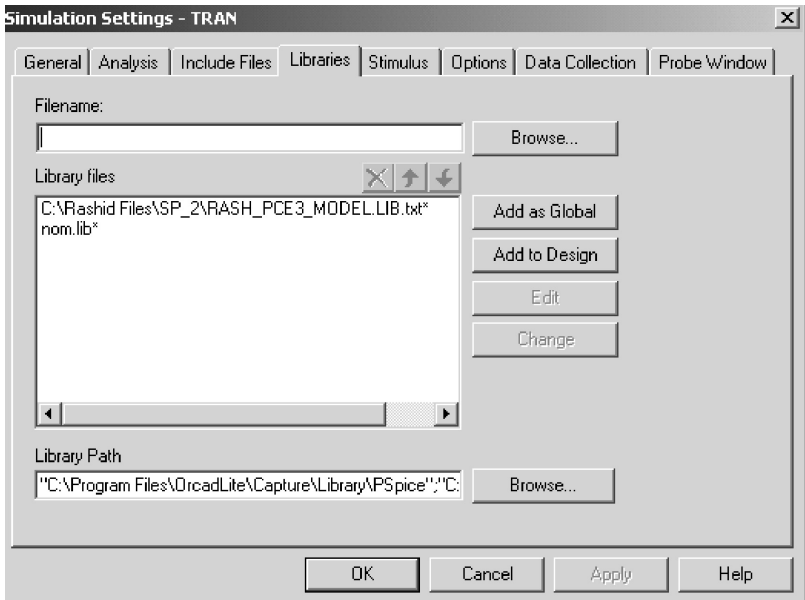 Simulation Settings - TRAN
General Analysis Include Files Libraries Stimulus Options Data Collection Probe Window
Filename:
Browse...
Library files
C:\Rashid Files\SP_2\RASH_PCE3_MODEL.LIB.txt*
nom.lib*
Add as Global
Add to Design
Edit
Change
Library Path
"C:\Program Files\OrcadLite\Capture\Library\PSpice";"C:
Browse...
OK Cancel Apply Help